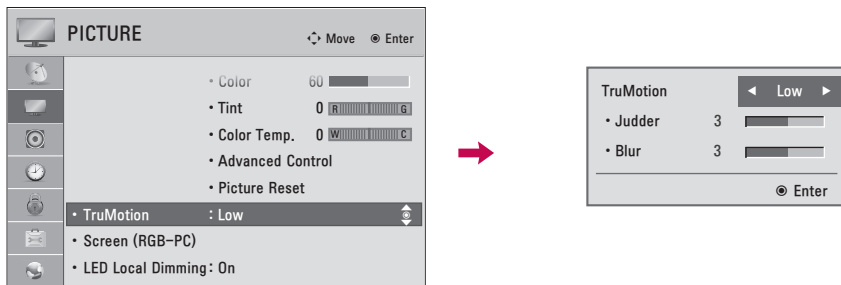 PICTURE
Move
Enter
• Color 60
• Tint 0 R G
• Color Temp. 0 W C
• Advanced Control
• Picture Reset
• TruMotion : Low
• Screen (RGB-PC)
• LED Local Dimming : On
TruMotion ◄ Low ►
• Judder 3
• Blur 3
Enter